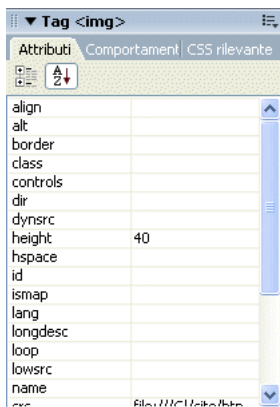 Tag <img>
Attributi Comportament CSS rilevante
align
alt
border
class
controls
dir
dynsrc
height 40
hspace
id
ismap
lang
longdesc
loop
lowsrc
name